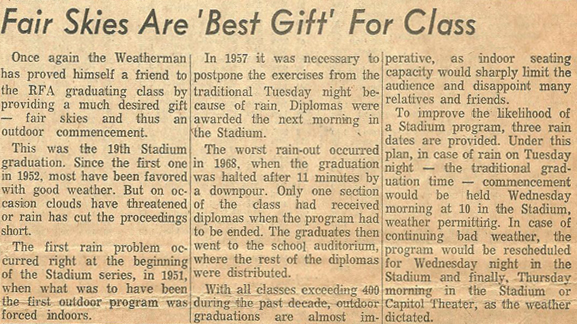 Fair Skies Are 'Best Gift' For Class
Once again the Weatherman
has proved himself a friend to
the RFA graduating class by
providing a much desired gift
— fair skies and thus an
outdoor commencement.
This was the 19th Stadium
graduation. Since the first one
in 1952, most have been favored
with good weather. But on oc-
casion clouds have threatened
or rain has cut the proceedings
short.
The first rain problem oc-
curred right at the beginning
of the Stadium series, in 1951,
when what was to have been
the first outdoor program was
forced indoors.
In 1957 it was necessary to
postpone the exercises from the
traditional Tuesday night be-
cause of rain. Diplomas were
awarded the next morning in
the Stadium.
The worst rain-out occurred
in 1968, when the graduation
was halted after 11 minutes by
a downpour. Only one section
of the class had received
diplomas when the program had
to be ended. The graduates then
went to the school auditorium,
where the rest of the diplomas
were distributed.
With all classes exceeding 400
during the past decade, outdoor
graduations are almost im-
perative, as indoor seating
capacity would sharply limit the
audience and disappoint many
relatives and friends.
To improve the likelihood of
a Stadium program, three rain
dates are provided. Under this
plan, in case of rain on Tuesday
night — the traditional grad-
uation time — commencement
would be held Wednesday
morning at 10 in the Stadium,
weather permitting. In case of
continuing bad weather, the
program would be rescheduled
for Wednesday night in the
Stadium and finally, Thursday
morning in the Stadium or
Capitol Theater, as the weather
dictated.